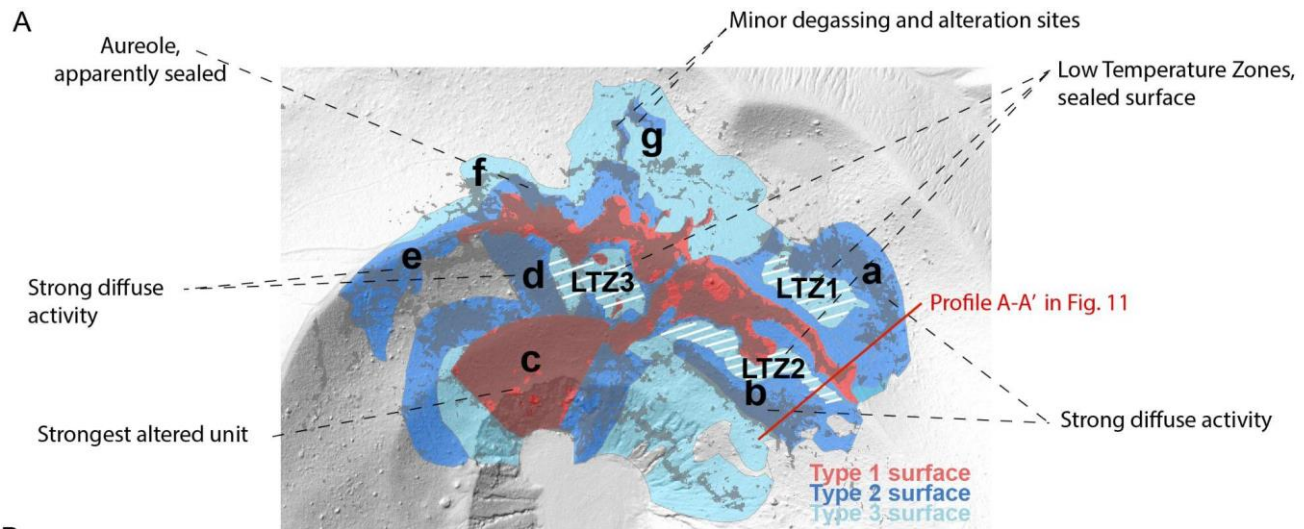 A
Minor degassing and alteration sites
Aureole,
apparently sealed
Low Temperature Zones,
sealed surface
g
f
a
e
d
LTZ3
LTZ1
Strong diffuse
activity
Profile A-A' in Fig. 11
c
LTZ2
b
Strongest altered unit
Strong diffuse activity
Type 1 surface
Type 2 surface
Type 3 surface